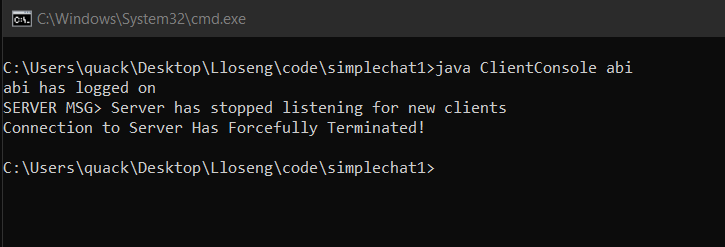 C:\Windows\System32\cmd.exe
C:\Users\quack\Desktop\Lloseng\code\simplechat1>java ClientConsole abi
abi has logged on
SERVER MSG> Server has stopped listening for new clients
Connection to Server Has Forcefully Terminated!
C:\Users\quack\Desktop\Lloseng\code\simplechat1>